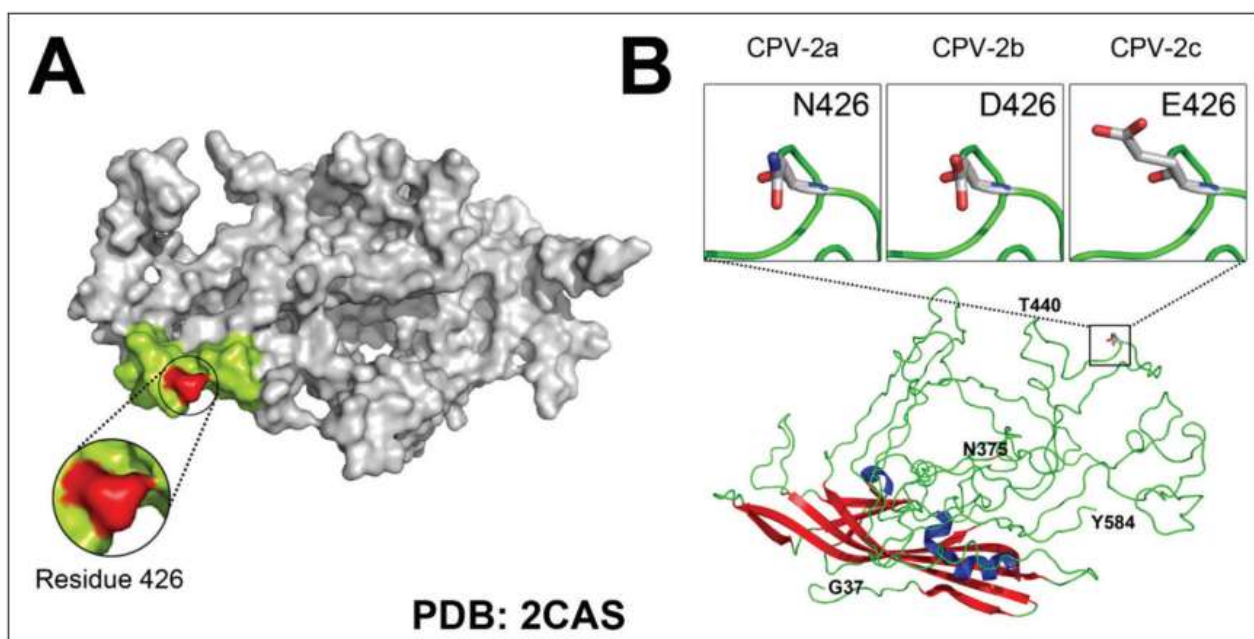 A
Residue 426
PDB: 2CAS
B
CPV-2a CPV-2b CPV-2c
N426 D426 E426
T440
N375
Y584
G37